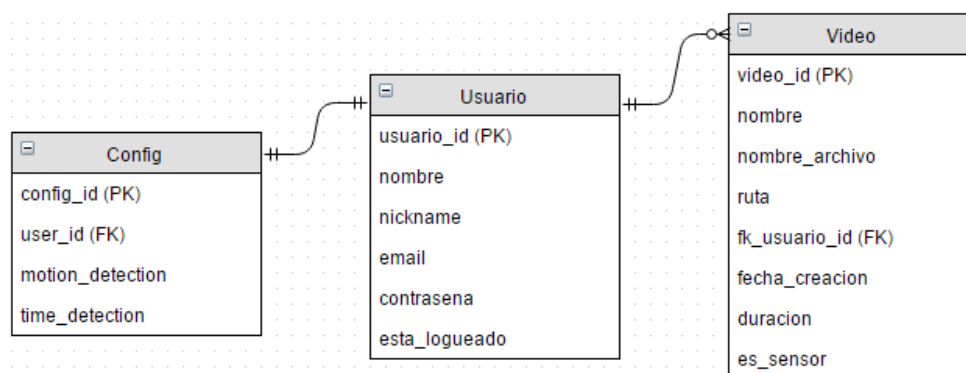 Config
config_id (PK)
user_id (FK)
motion_detection
time_detection
Usuario
usuario_id (PK)
nombre
nickname
email
contrasena
esta_logueado
Video
video_id (PK)
nombre
nombre_archivo
ruta
fk_usuario_id (FK)
fecha_creacion
duracion
es_sensor